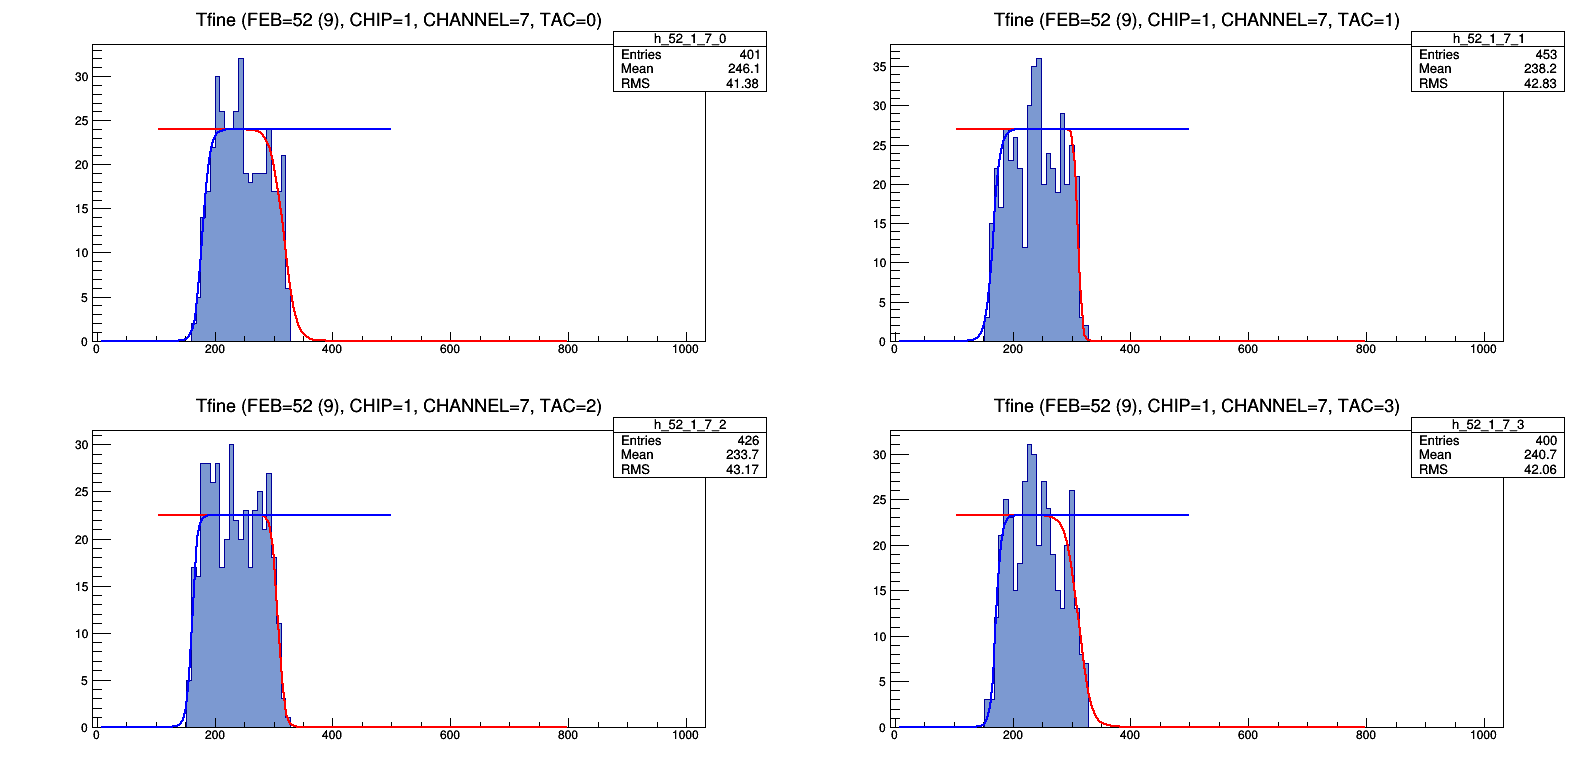 Tfine (FEB=52 (9), CHIP=1, CHANNEL=7, TAC=0)
h_52_1_7_0
Entries 401
Mean 246.1
RMS 41.38
30
25
20
15
10
5
0
0 200 400 600 800 1000
Tfine (FEB=52 (9), CHIP=1, CHANNEL=7, TAC=1)
h_52_1_7_1
Entries 453
Mean 238.2
RMS 42.83
35
30
25
20
15
10
5
0
0 200 400 600 800 1000
Tfine (FEB=52 (9), CHIP=1, CHANNEL=7, TAC=2)
h_52_1_7_2
Entries 426
Mean 233.7
RMS 43.17
30
25
20
15
10
5
0
0 200 400 600 800 1000
Tfine (FEB=52 (9), CHIP=1, CHANNEL=7, TAC=3)
h_52_1_7_3
Entries 400
Mean 240.7
RMS 42.06
30
25
20
15
10
5
0
0 200 400 600 800 1000